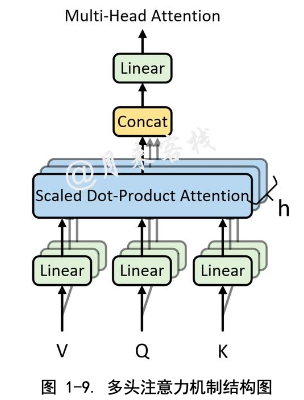 Multi-Head Attention
Linear
Concat
@月来客栈
Scaled Dot-Product Attention
h
Linear Linear Linear
V Q K
图 1-9. 多头注意力机制结构图